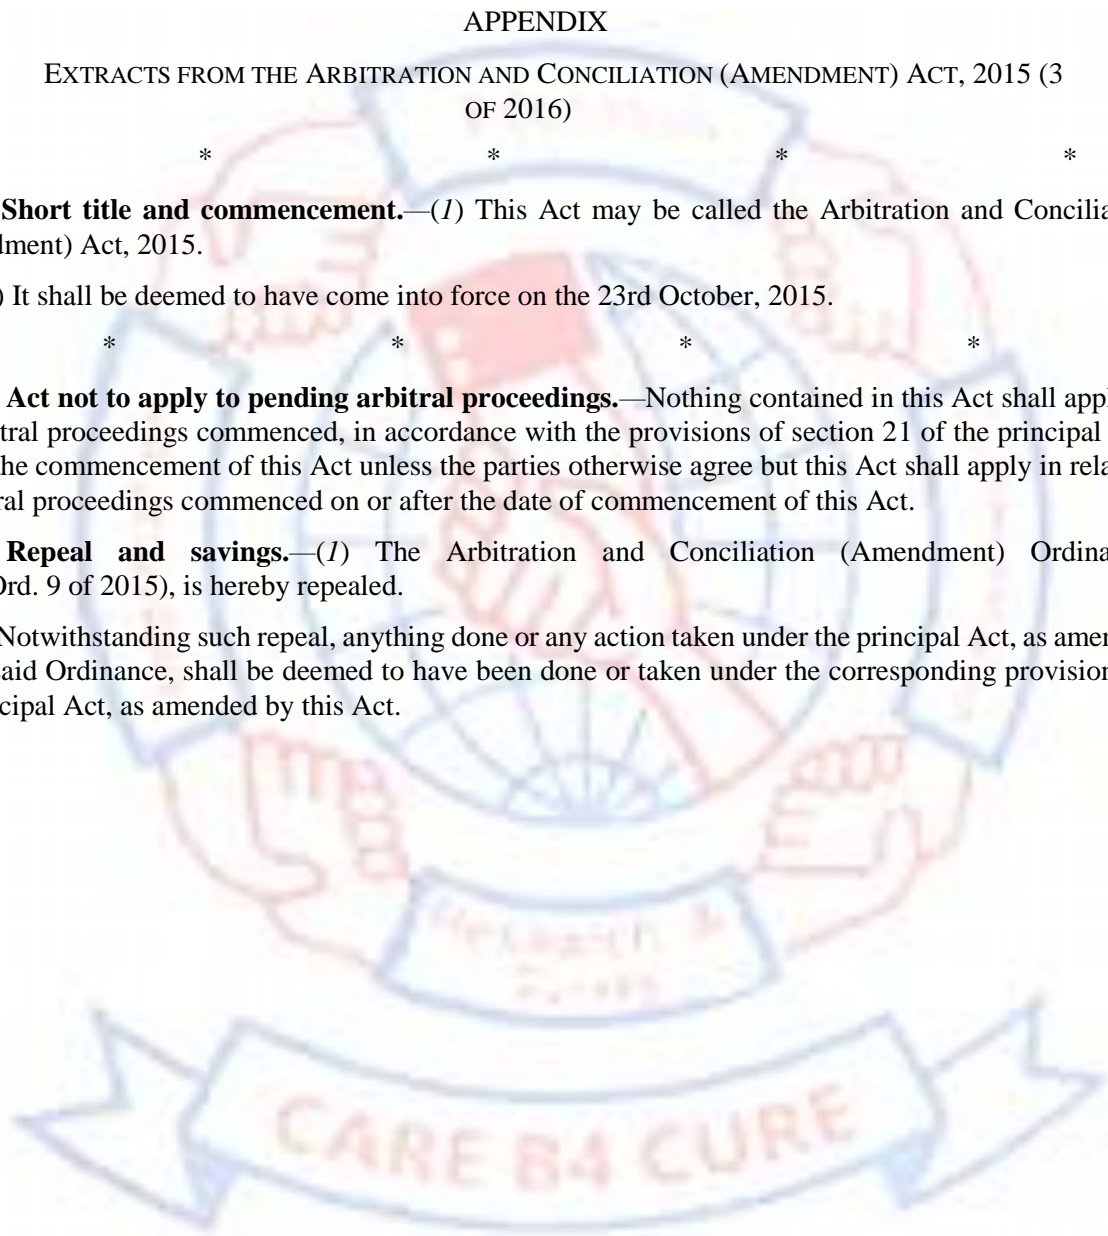 APPENDIX
EXTRACTS FROM THE ARBITRATION AND CONCILIATION (AMENDMENT) ACT, 2015 (3
OF 2016)
* * * *
Short title and commencement.—(1) This Act may be called the Arbitration and Concilia
dment) Act, 2015.
) It shall be deemed to have come into force on the 23rd October, 2015.
* * * *
Act not to apply to pending arbitral proceedings.—Nothing contained in this Act shall appl
tral proceedings commenced, in accordance with the provisions of section 21 of the principal
the commencement of this Act unless the parties otherwise agree but this Act shall apply in rela
ral proceedings commenced on or after the date of commencement of this Act.
Repeal and savings.—(1) The Arbitration and Conciliation (Amendment) Ordina
Ord. 9 of 2015), is hereby repealed.
Notwithstanding such repeal, anything done or any action taken under the principal Act, as amen
said Ordinance, shall be deemed to have been done or taken under the corresponding provision
cipal Act, as amended by this Act.
Research &
CARE B4 CURE